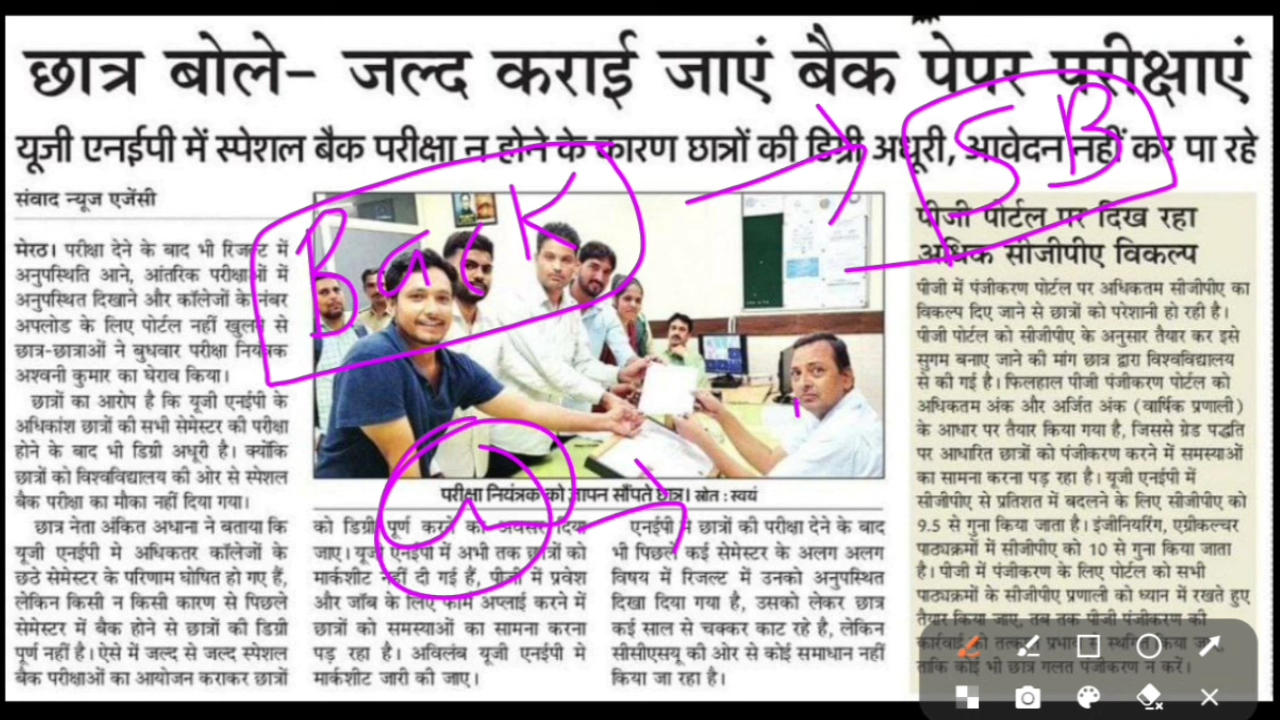 छात्र बोले- जल्द कराई जाएं बैक पेपर परीक्षाएं
यूजी एनईपी में स्पेशल बैक परीक्षा न होने के कारण छात्रों की डिग्री अधूरी, आवेदन नहीं कर पा रहे
संवाद न्यूज एजेंसी
मेरठ। परीक्षा देने के बाद भी रिजल्ट में
अनुपस्थिति आने, आंतरिक परीक्षाओं में
अनुपस्थित दिखाने और कॉलेजों के नंबर
अपलोड के लिए पोर्टल नहीं खुलने से
छात्र-छात्राओं ने बुधवार परीक्षा नियंत्रक
अश्वनी कुमार का घेराव किया।
छात्रों का आरोप है कि यूजी एनईपी के
अधिकांश छात्रों की सभी सेमेस्टर की परीक्षा
होने के बाद भी डिग्री अधूरी है। क्योंकि
छात्रों को विश्वविद्यालय की ओर से स्पेशल
बैक परीक्षा का मौका नहीं दिया गया।
छात्र नेता अंकित अधाना ने बताया कि
यूजी एनईपी मे अधिकतर कॉलेजों के
छठे सेमेस्टर के परिणाम घोषित हो गए हैं,
लेकिन किसी न किसी कारण से पिछले
सेमेस्टर में बैक होने से छात्रों की डिग्री
पूर्ण नहीं है। ऐसे में जल्द से जल्द स्पेशल
बैक परीक्षाओं का आयोजन कराकर छात्रों
Back
SB
परीक्षा नियंत्रक को ज्ञापन सौंपते छात्र। स्रोत : स्वयं
को डिग्री पूर्ण करने का अवसर दिया
जाए। यूजी एनईपी में अभी तक छात्रों को
मार्कशीट नहीं दी गई हैं, पीजी में प्रवेश
और जॉब के लिए फॉर्म अप्लाई करने में
छात्रों को समस्याओं का सामना करना
पड़ रहा है। अविलंब यूजी एनईपी मे
मार्कशीट जारी की जाए।
एनईपी में छात्रों की परीक्षा देने के बाद
भी पिछले कई सेमेस्टर के अलग अलग
विषय में रिजल्ट में उनको अनुपस्थित
दिखा दिया गया है, उसको लेकर छात्र
कई साल से चक्कर काट रहे है, लेकिन
सीसीएसयू की ओर से कोई समाधान नहीं
किया जा रहा है।
पीजी पोर्टल पर दिख रहा
अधिक सीजीपीए विकल्प
पीजी में पंजीकरण पोर्टल पर अधिकतम सीजीपीए का
विकल्प दिए जाने से छात्रों को परेशानी हो रही है।
पीजी पोर्टल को सीजीपीए के अनुसार तैयार कर इसे
सुगम बनाए जाने की मांग छात्र द्वारा विश्वविद्यालय
से की गई है। फिलहाल पीजी पंजीकरण पोर्टल को
अधिकतम अंक और अर्जित अंक (वार्षिक प्रणाली)
के आधार पर तैयार किया गया है, जिससे ग्रेड पद्धति
पर आधारित छात्रों को पंजीकरण करने में समस्याओं
का सामना करना पड़ रहा है। यूजी एनईपी में
सीजीपीए से प्रतिशत में बदलने के लिए सीजीपीए को
9.5 से गुना किया जाता है। इंजीनियरिंग, एग्रीकल्चर
पाठ्यक्रमों में सीजीपीए को 10 से गुना किया जाता
है। पीजी में पंजीकरण के लिए पोर्टल को सभी
पाठ्यक्रमों के सीजीपीए प्रणाली को ध्यान में रखते हुए
तैयार किया जाए, तब तक पीजी पंजीकरण की
कार्रवाई को तत्काल प्रभाव स्थगित किया जाए,
ताकि कोई भी छात्र गलत पंजीकरण न करें।